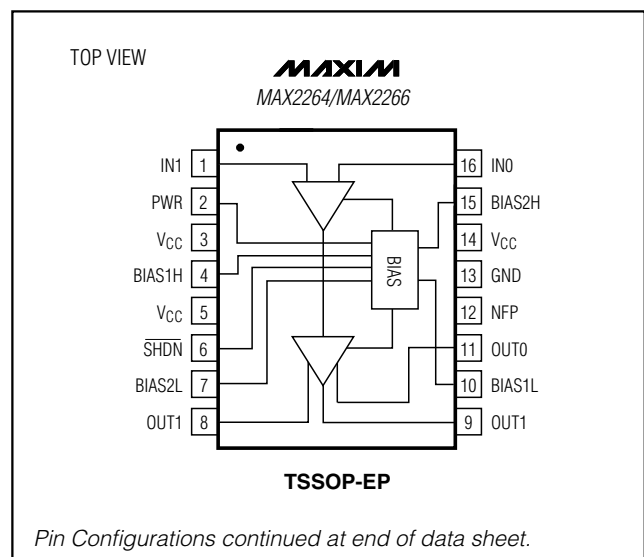 TOP VIEW
MAXIM
MAX2264/MAX2266
IN1 1
16 IN0
PWR 2
15 BIAS2H
VCC 3
14 VCC
BIAS1H 4
13 GND
VCC 5
12 NFP
SHDN 6
11 OUT0
BIAS2L 7
10 BIAS1L
OUT1 8
9 OUT1
BIAS
TSSOP-EP
Pin Configurations continued at end of data sheet.